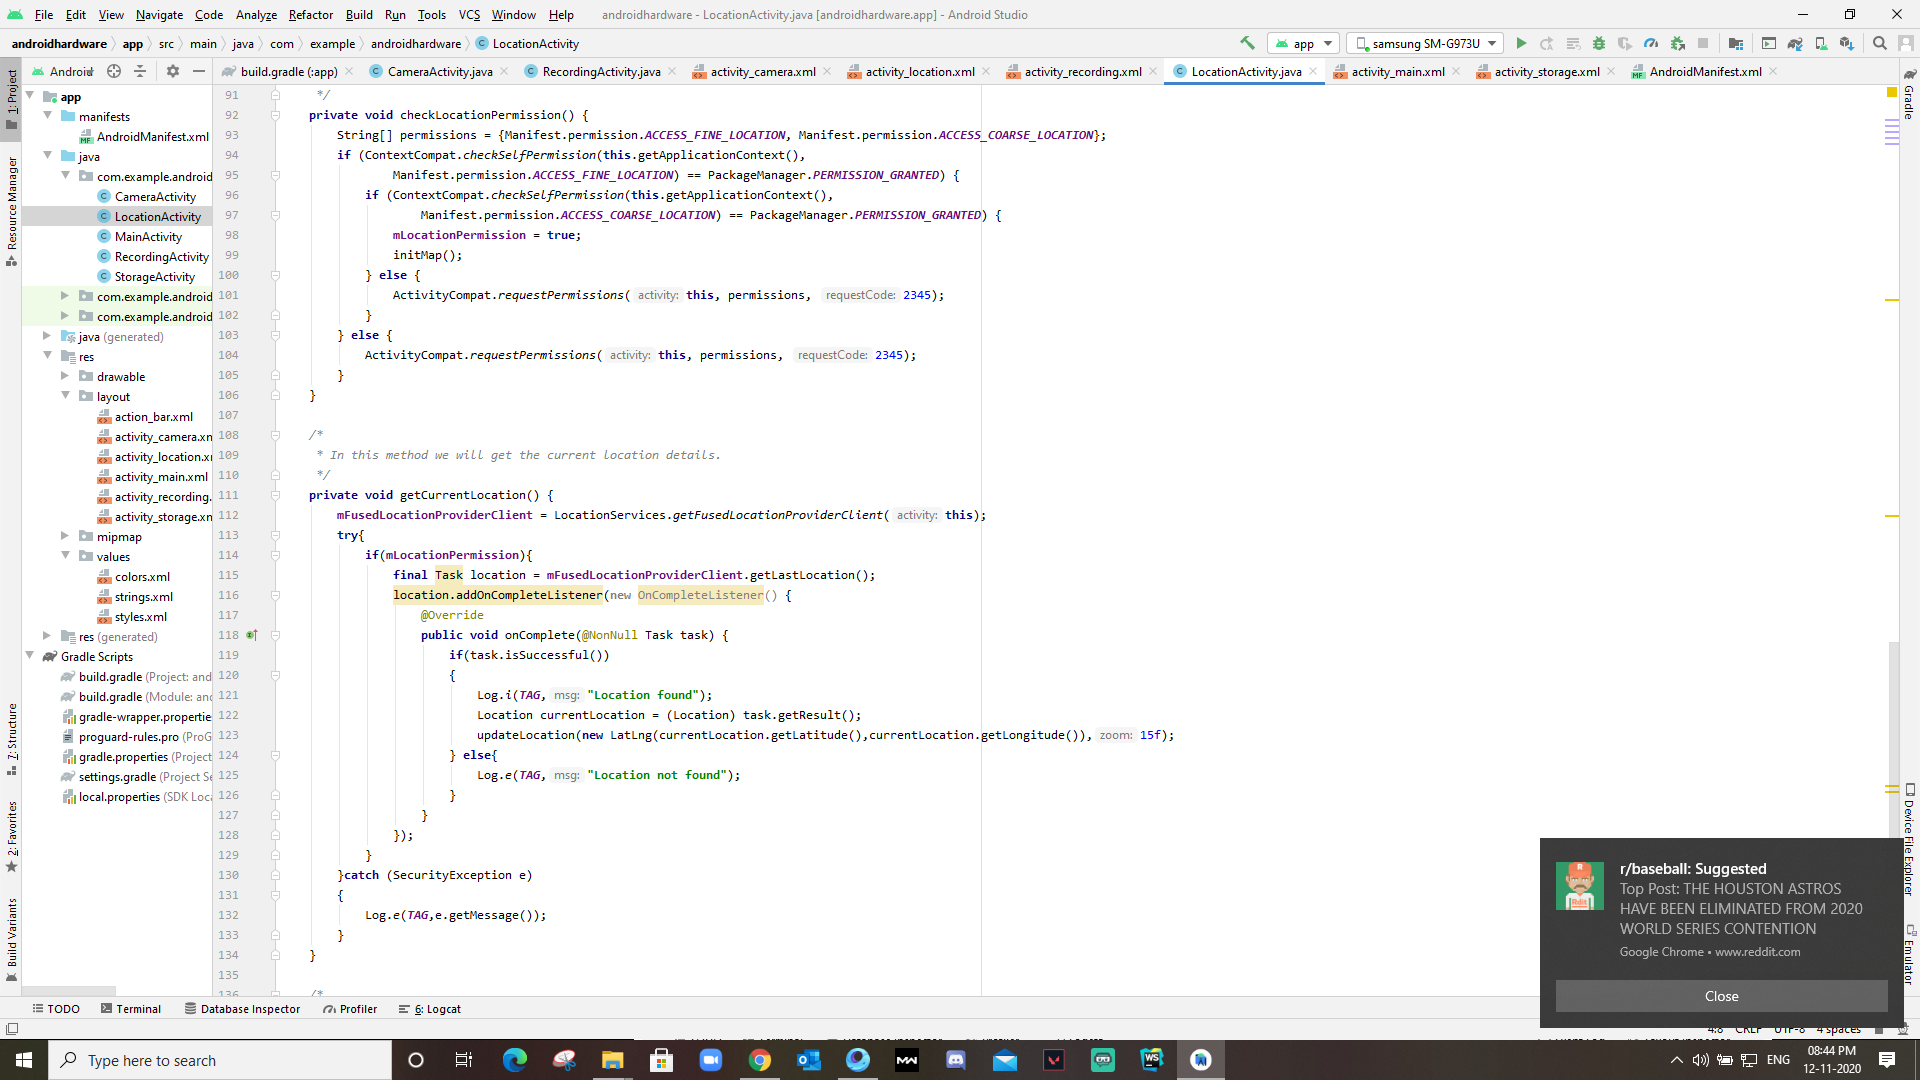 File Edit View Navigate Code Analyze Refactor Build Run Tools VCS Window Help androidhardware - LocationActivity.java [androidhardware.app] - Android Studio
androidhardware app src main java com example androidhardware LocationActivity app samsung SM-G973U
Android build.gradle (:app) CameraActivity.java RecordingActivity.java activity_camera.xml activity_location.xml activity_recording.xml LocationActivity.java activity_main.xml activity_storage.xml AndroidManifest.xml
1: Project
Resource Manager
7: Structure
2: Favorites
Build Variants
app
manifests
AndroidManifest.xml
java
com.example.android
CameraActivity
LocationActivity
MainActivity
RecordingActivity
StorageActivity
com.example.android
com.example.android
java (generated)
res
drawable
layout
action_bar.xml
activity_camera.xn
activity_location.xr
activity_main.xml
activity_recording.
activity_storage.xn
mipmap
values
colors.xml
strings.xml
styles.xml
res (generated)
Gradle Scripts
build.gradle (Project: and
build.gradle (Module: and
gradle-wrapper.propertie
proguard-rules.pro (ProG
gradle.properties (Project
settings.gradle (Project Se
local.properties (SDK Loca
91 */
92 private void checkLocationPermission() {
93 String[] permissions = {Manifest.permission.ACCESS_FINE_LOCATION, Manifest.permission.ACCESS_COARSE_LOCATION};
94 if (ContextCompat.checkSelfPermission(this.getApplicationContext(),
95 Manifest.permission.ACCESS_FINE_LOCATION) == PackageManager.PERMISSION_GRANTED) {
96 if (ContextCompat.checkSelfPermission(this.getApplicationContext(),
97 Manifest.permission.ACCESS_COARSE_LOCATION) == PackageManager.PERMISSION_GRANTED) {
98 mLocationPermission = true;
99 initMap();
100 } else {
101 ActivityCompat.requestPermissions( activity: this, permissions, requestCode: 2345);
102 }
103 } else {
104 ActivityCompat.requestPermissions( activity: this, permissions, requestCode: 2345);
105 }
106 }
107
108 /*
109 * In this method we will get the current location details.
110 */
111 private void getCurrentLocation() {
112 mFusedLocationProviderClient = LocationServices.getFusedLocationProviderClient( activity: this);
113 try{
114 if(mLocationPermission){
115 final Task location = mFusedLocationProviderClient.getLastLocation();
116 location.addOnCompleteListener(new OnCompleteListener() {
117 @Override
118 public void onComplete(@NonNull Task task) {
119 if(task.isSuccessful())
120 {
121 Log.i(TAG, msg: "Location found");
122 Location currentLocation = (Location) task.getResult();
123 updateLocation(new LatLng(currentLocation.getLatitude(),currentLocation.getLongitude()), zoom: 15f);
124 } else{
125 Log.e(TAG, msg: "Location not found");
126 }
127 }
128 });
129 }
130 }catch (SecurityException e)
131 {
132 Log.e(TAG,e.getMessage());
133 }
134 }
135
136 /*
Gradle
Device File Explorer
Emulator
r/baseball: Suggested
Top Post: THE HOUSTON ASTROS
HAVE BEEN ELIMINATED FROM 2020
WORLD SERIES CONTENTION
Google Chrome • www.reddit.com
Close
TODO Terminal Database Inspector Profiler 6: Logcat
4:8 CRLF UTF-8 4 spaces
Type here to search
ENG
08:44 PM
12-11-2020